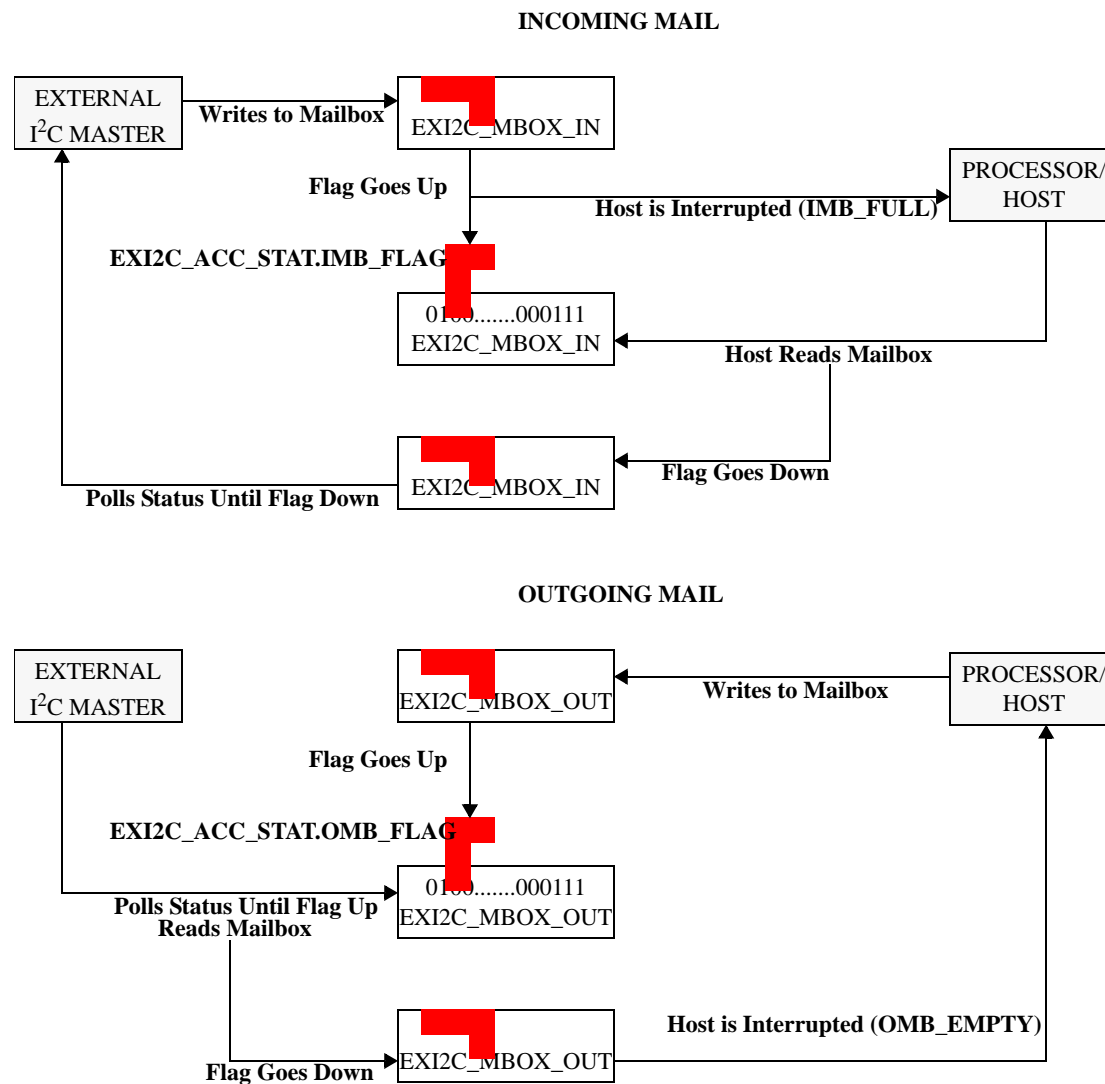 INCOMING MAIL
EXTERNAL
I²C MASTER
Writes to Mailbox
EXI2C_MBOX_IN
Flag Goes Up
PROCESSOR/
HOST
Host is Interrupted (IMB_FULL)
EXI2C_ACC_STAT.IMB_FLAG
0100.......000111
EXI2C_MBOX_IN
Host Reads Mailbox
Flag Goes Down
EXI2C_MBOX_IN
Polls Status Until Flag Down
OUTGOING MAIL
EXTERNAL
I²C MASTER
EXI2C_MBOX_OUT
Writes to Mailbox
PROCESSOR/
HOST
Flag Goes Up
EXI2C_ACC_STAT.OMB_FLAG
0100.......000111
EXI2C_MBOX_OUT
Polls Status Until Flag Up
Reads Mailbox
Host is Interrupted (OMB_EMPTY)
EXI2C_MBOX_OUT
Flag Goes Down